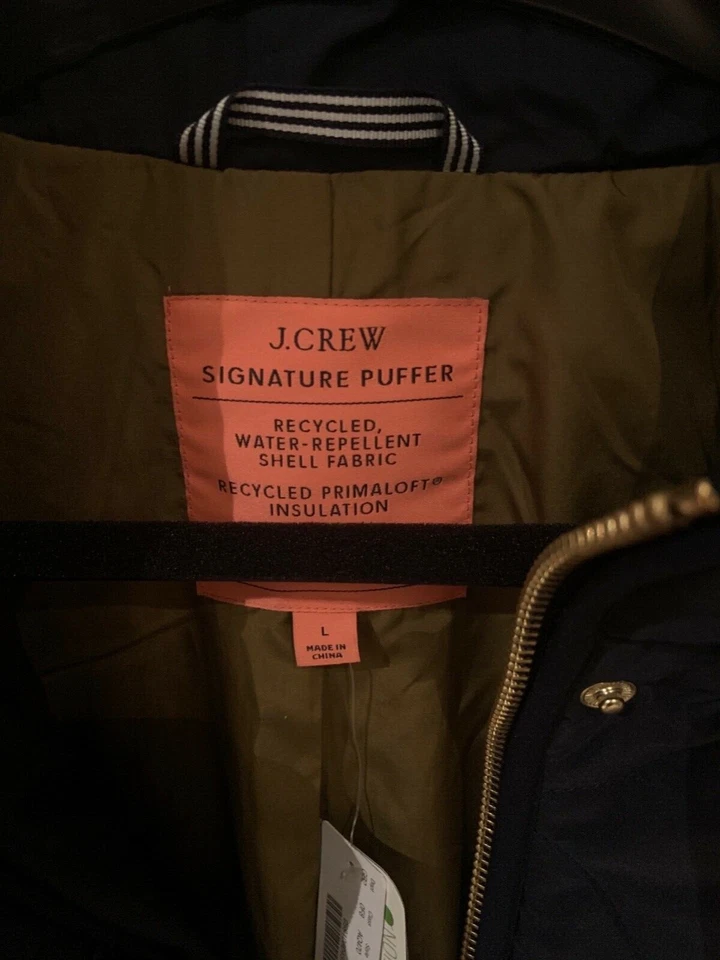 J.CREW
SIGNATURE PUFFER
RECYCLED,
WATER-REPELLENT
SHELL FABRIC
RECYCLED PRIMALOFT®
INSULATION
L
MADE IN
CHINA